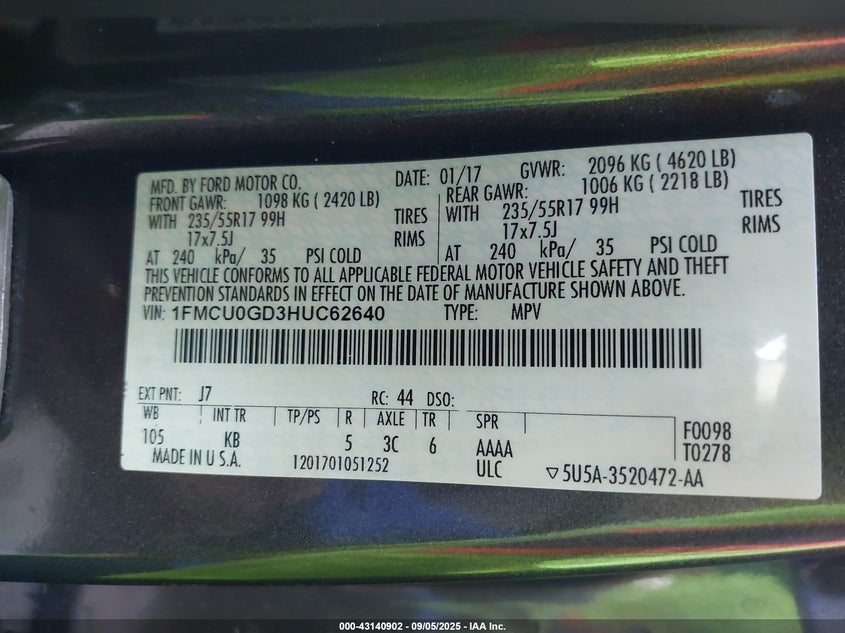 MFD. BY FORD MOTOR CO. DATE: 01/17 GVWR: 2096 KG ( 4620 LB)
FRONT GAWR: 1098 KG ( 2420 LB) REAR GAWR: 1006 KG ( 2218 LB)
WITH 235/55R17 99H TIRES WITH 235/55R17 99H TIRES
17x7.5J RIMS 17x7.5J RIMS
AT 240 kPa/ 35 PSI COLD AT 240 kPa/ 35 PSI COLD
THIS VEHICLE CONFORMS TO ALL APPLICABLE FEDERAL MOTOR VEHICLE SAFETY AND THEFT
PREVENTION STANDARDS IN EFFECT ON THE DATE OF MANUFACTURE SHOWN ABOVE.
VIN: 1FMCU0GD3HUC62640 TYPE: MPV
EXT PNT: J7 RC: 44 DSO:
WB INT TR TP/PS R AXLE TR SPR
105 KB 5 3C 6 AAAA F0098
MADE IN U.S.A. 1201701051252 ULC T0278
▽5U5A-3520472-AA
000-43140902 - 09/05/2025 - IAA Inc.